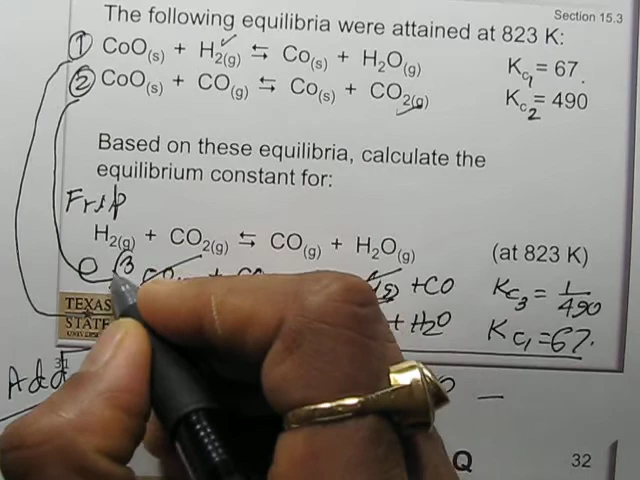 Section 15.3
The following equilibria were attained at 823 K:
① CoO(s) + H2(g) ⇆ Co(s) + H2O(g) Kc1 = 67.
② CoO(s) + CO(g) ⇆ Co(s) + CO2(g) Kc2 = 490
Based on these equilibria, calculate the
equilibrium constant for:
H2(g) + CO2(g) ⇆ CO(g) + H2O(g) (at 823 K)
③ + (s) + CO Kc3 = 1/490
TEXAS
STATE + H2O Kc1 = 67.
Add
31
Q 32